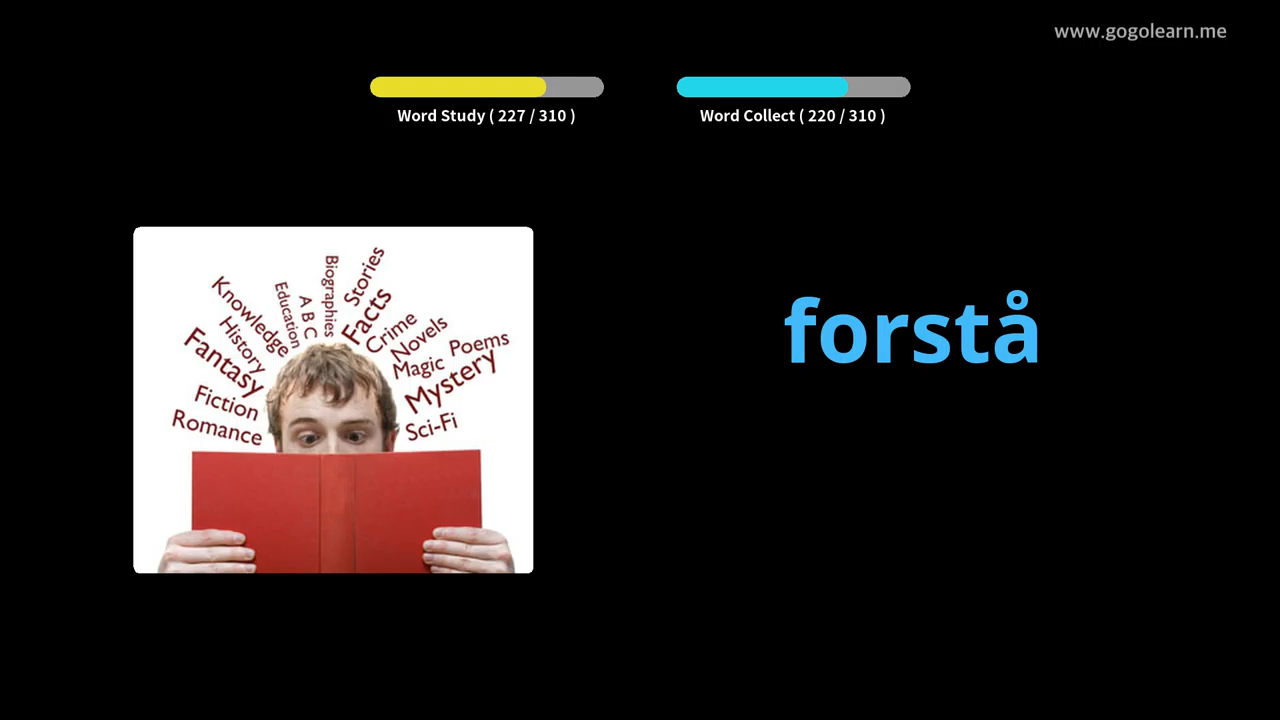 www.gogolearn.me
Word Study ( 227 / 310 )
Word Collect ( 220 / 310 )
forstå
Knowledge
Education
A B C
Biographies
Stories
Facts
History
Crime
Novels
Poems
Fantasy
Magic
Mystery
Fiction
Romance
Sci-Fi